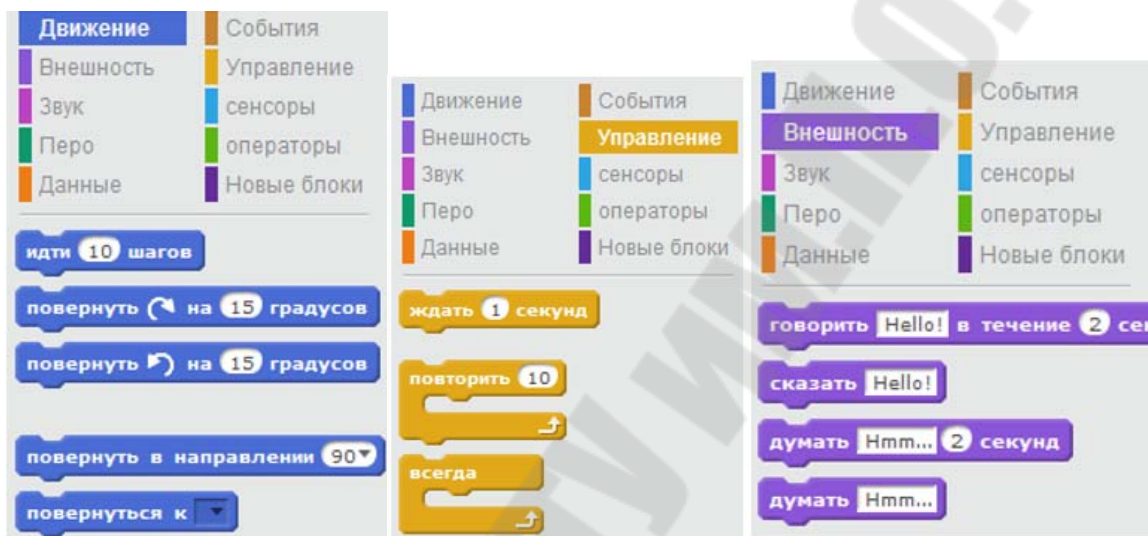 Движение События
Внешность Управление
Звук сенсоры
Перо операторы
Данные Новые блоки
идти 10 шагов
повернуть на 15 градусов
повернуть на 15 градусов
повернуть в направлении 90
повернуться к
Движение События
Внешность Управление
Звук сенсоры
Перо операторы
Данные Новые блоки
ждать 1 секунд
повторить 10
всегда
Движение События
Внешность Управление
Звук сенсоры
Перо операторы
Данные Новые блоки
говорить Hello! в течение 2 сек
сказать Hello!
думать Hmm... 2 секунд
думать Hmm...